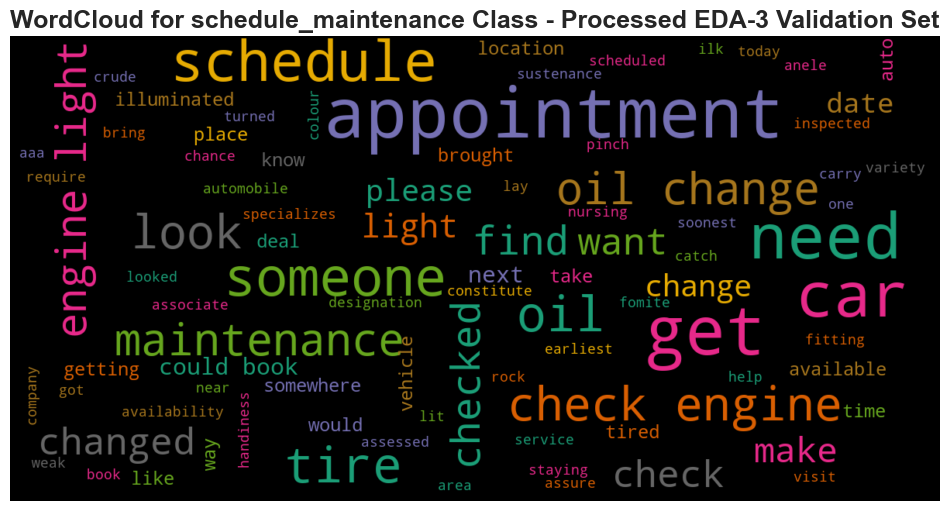 WordCloud for schedule_maintenance Class - Processed EDA-3 Validation Set
schedule
location
ilk
today
auto
scheduled
anele
crude
sustenance
engine light
illuminated
colour
appointment
date
turned
bring
place
inspected
chance
know
brought
pinch
aaa
require
automobile
please
lay
oil change
carry
variety
one
look
specializes
light
nursing
soonest
need
deal
find
want
catch
looked
someone
next
take
change
car
associate
designation
constitute
fomite
maintenance
checked
oil
get
earliest
fitting
getting
could book
vehicle
somewhere
rock
help
available
company
got
near
availability
handiness
lit
check engine
time
would
tired
changed
way
assessed
service
make
weak
book
like
tire
area
staying
assure
check
visit